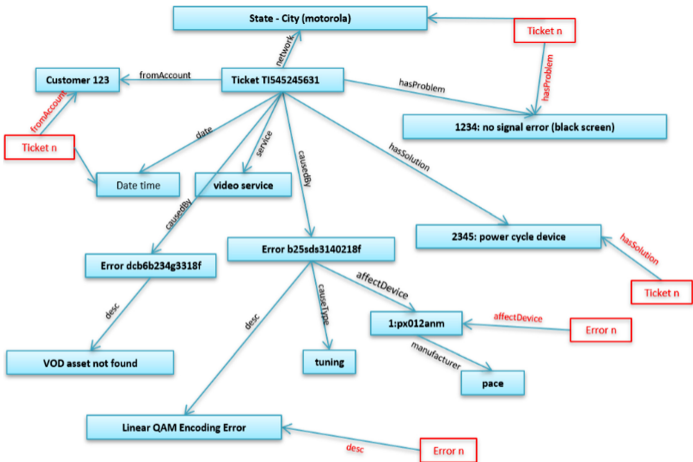 State - City (motorola)
Ticket n
network
Customer 123
fromAccount
Ticket TI545245631
hasProblem
hasProblem
fromAccount
1234: no signal error (black screen)
Ticket n
date
service
causedBy
hasSolution
Date time
video service
causedBy
2345: power cycle device
hasSolution
Error b25sds3140218f
Error dcb6b234g3318f
affectDevice
Ticket n
desc
desc
causeType
1:px012anm
affectDevice
Error n
manufacturer
VOD asset not found
tuning
pace
Linear QAM Encoding Error
desc
Error n